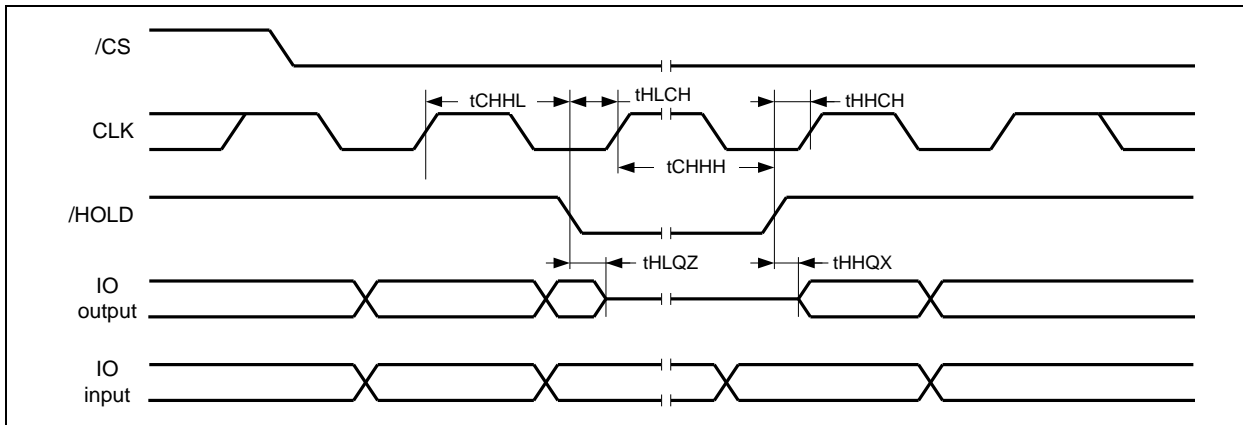 /CS
tCHHL
tHLCH
tHHCH
CLK
tCHHH
/HOLD
tHLQZ
tHHQX
IO
output
IO
input